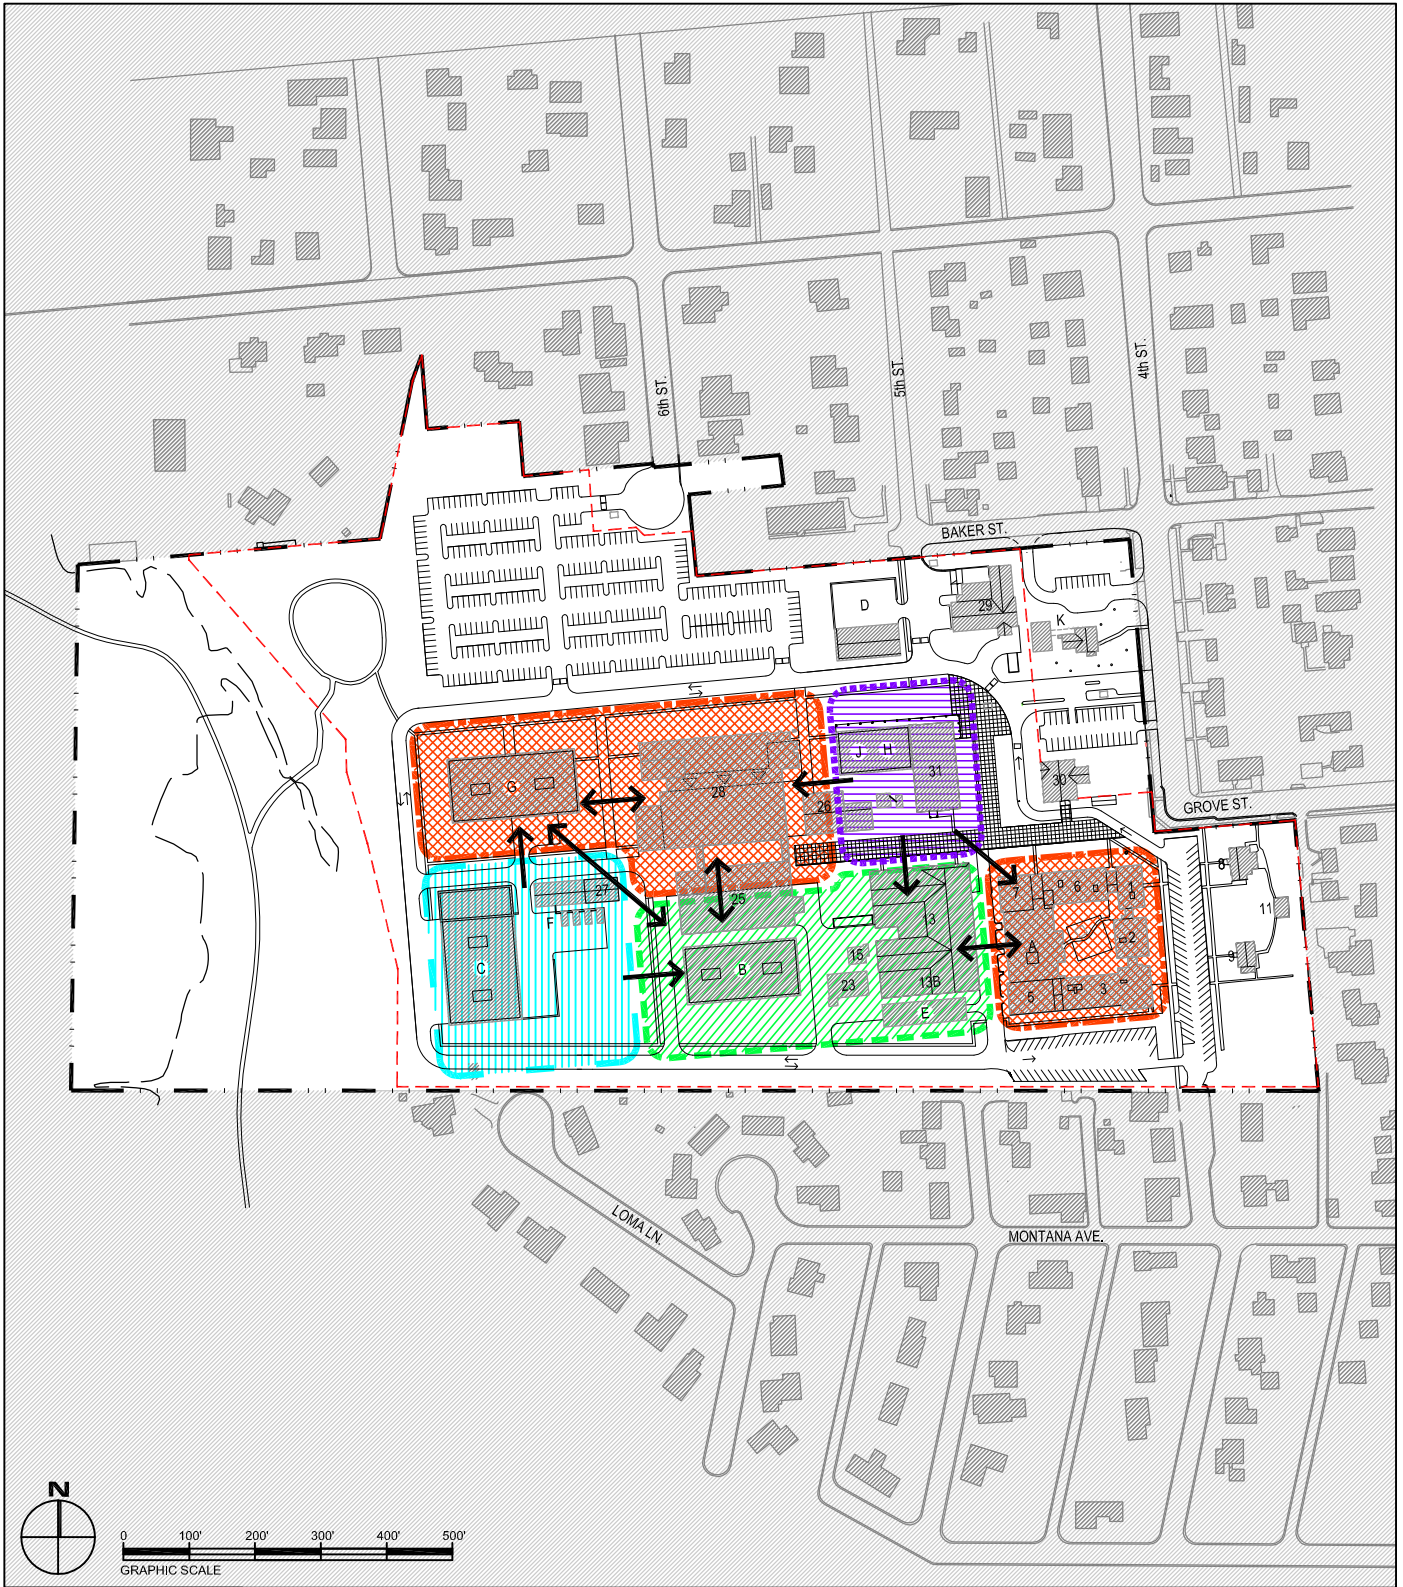 6th ST.
5th ST.
4th ST.
BAKER ST.
D
29
K
J
H
31
30
GROVE ST.
G
28
26
8
11
27
25
7
6
1
L
F
13
2
A
9
C
B
15
23
13B
5
3
E
LOMA LN.
MONTANA AVE.
N
0 100' 200' 300' 400' 500'
GRAPHIC SCALE